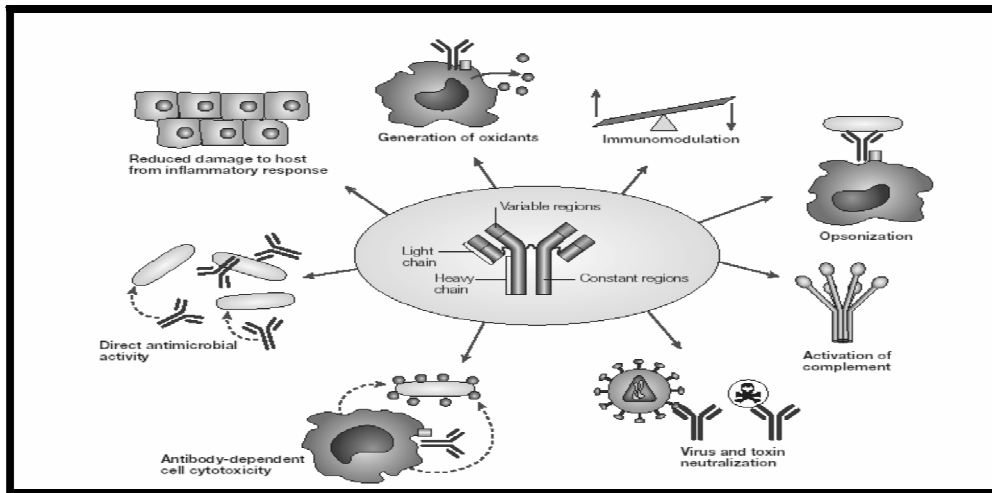 Generation of oxidants
Immunomodulation
Reduced damage to host
from inflammatory response
Opsonization
Variable regions
Light
chain
Heavy
chain
Constant regions
Direct antimicrobial
activity
Activation of
complement
Antibody-dependent
cell cytotoxicity
Virus and toxin
neutralization